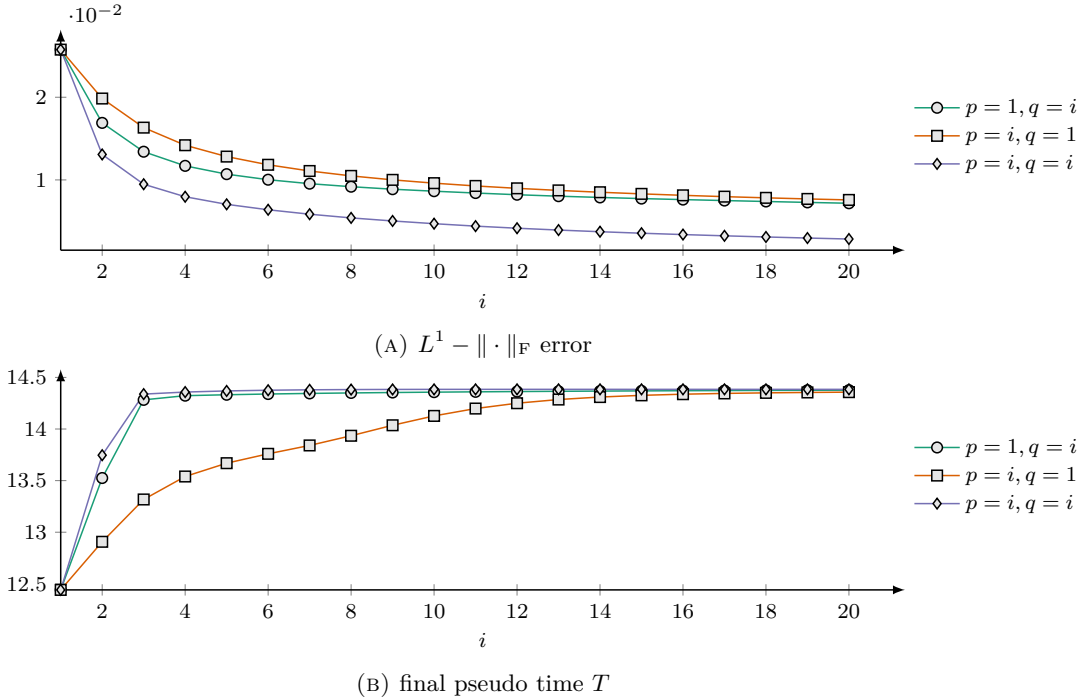 ·10⁻²
2
1
2 4 6 8 10 12 14 16 18 20
i
p = 1, q = i
p = i, q = 1
p = i, q = i
(A) L¹ − ∥ · ∥F error
14.5
14
13.5
13
12.5
2 4 6 8 10 12 14 16 18 20
i
p = 1, q = i
p = i, q = 1
p = i, q = i
(B) final pseudo time T